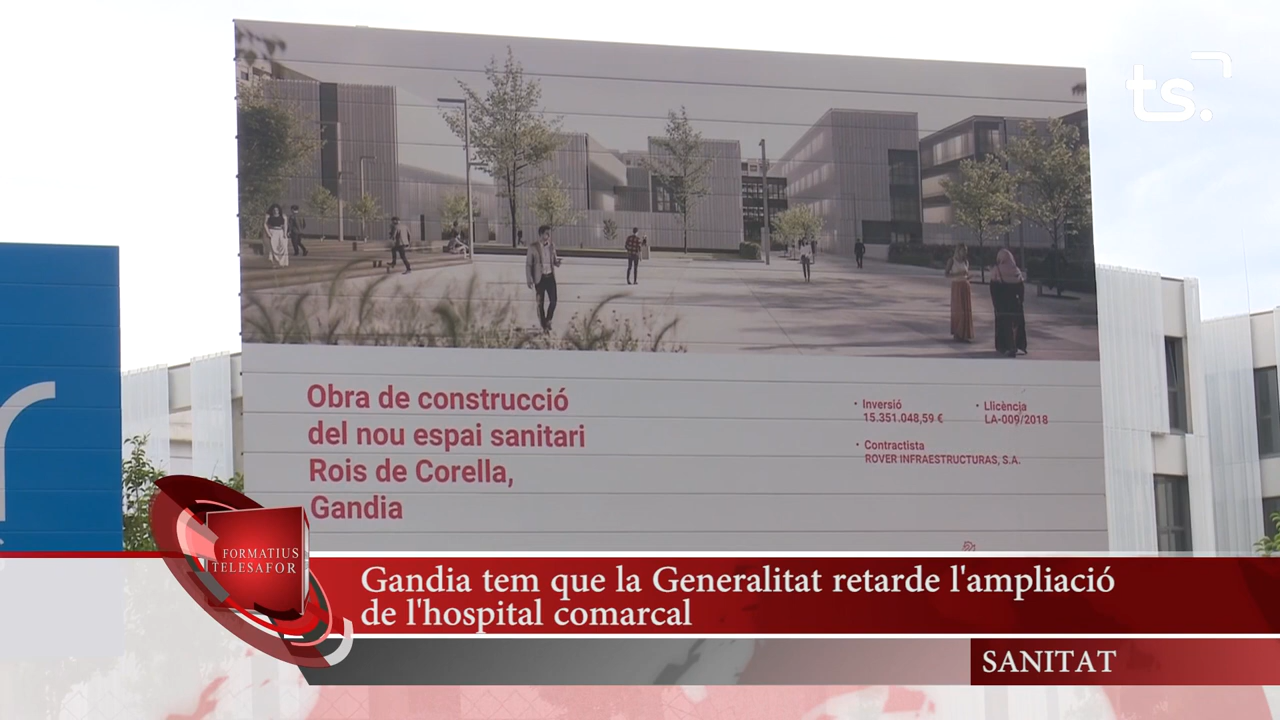 ts.
Obra de construcció
del nou espai sanitari
Rois de Corella,
Gandia
• Inversió
15.351.048,59 €
• Llicència
LA-009/2018
• Contractista
ROVER INFRAESTRUCTURAS, S.A.
FORMATIUS
TELESAFOR
Gandia tem que la Generalitat retarde l'ampliació
de l'hospital comarcal
SANITAT